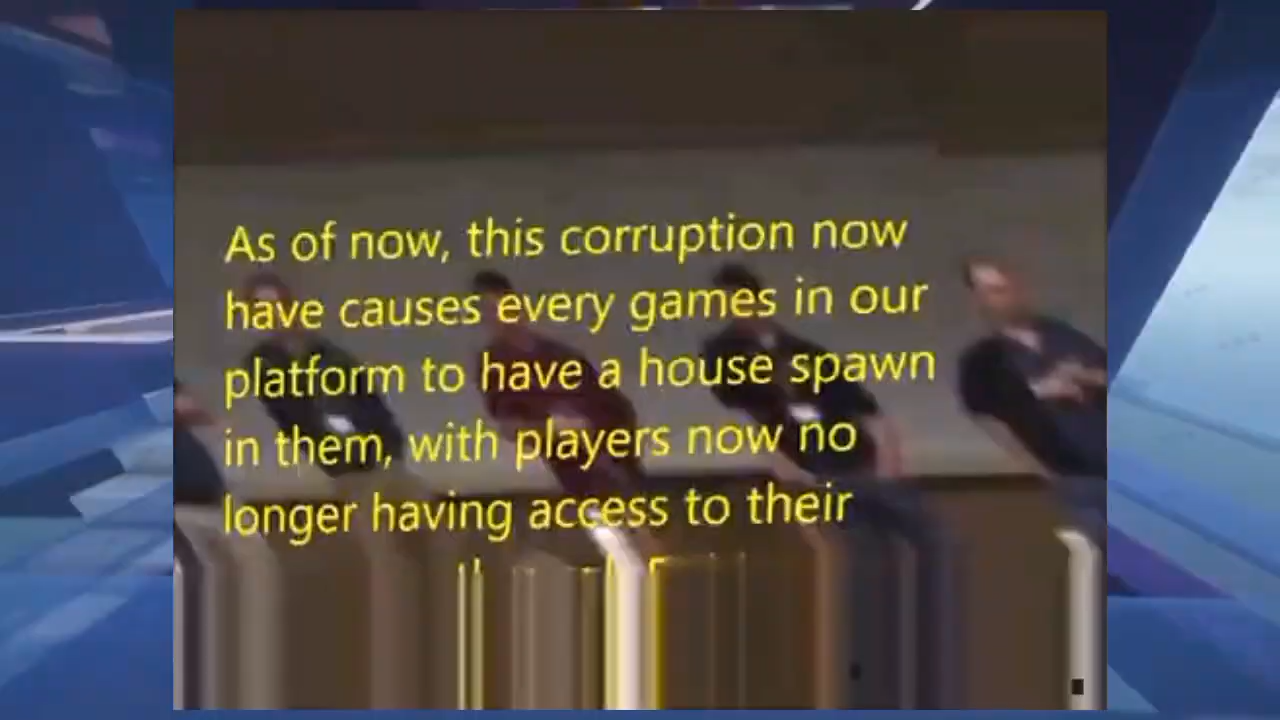 As of now, this corruption now
have causes every games in our
platform to have a house spawn
in them, with players now no
longer having access to their